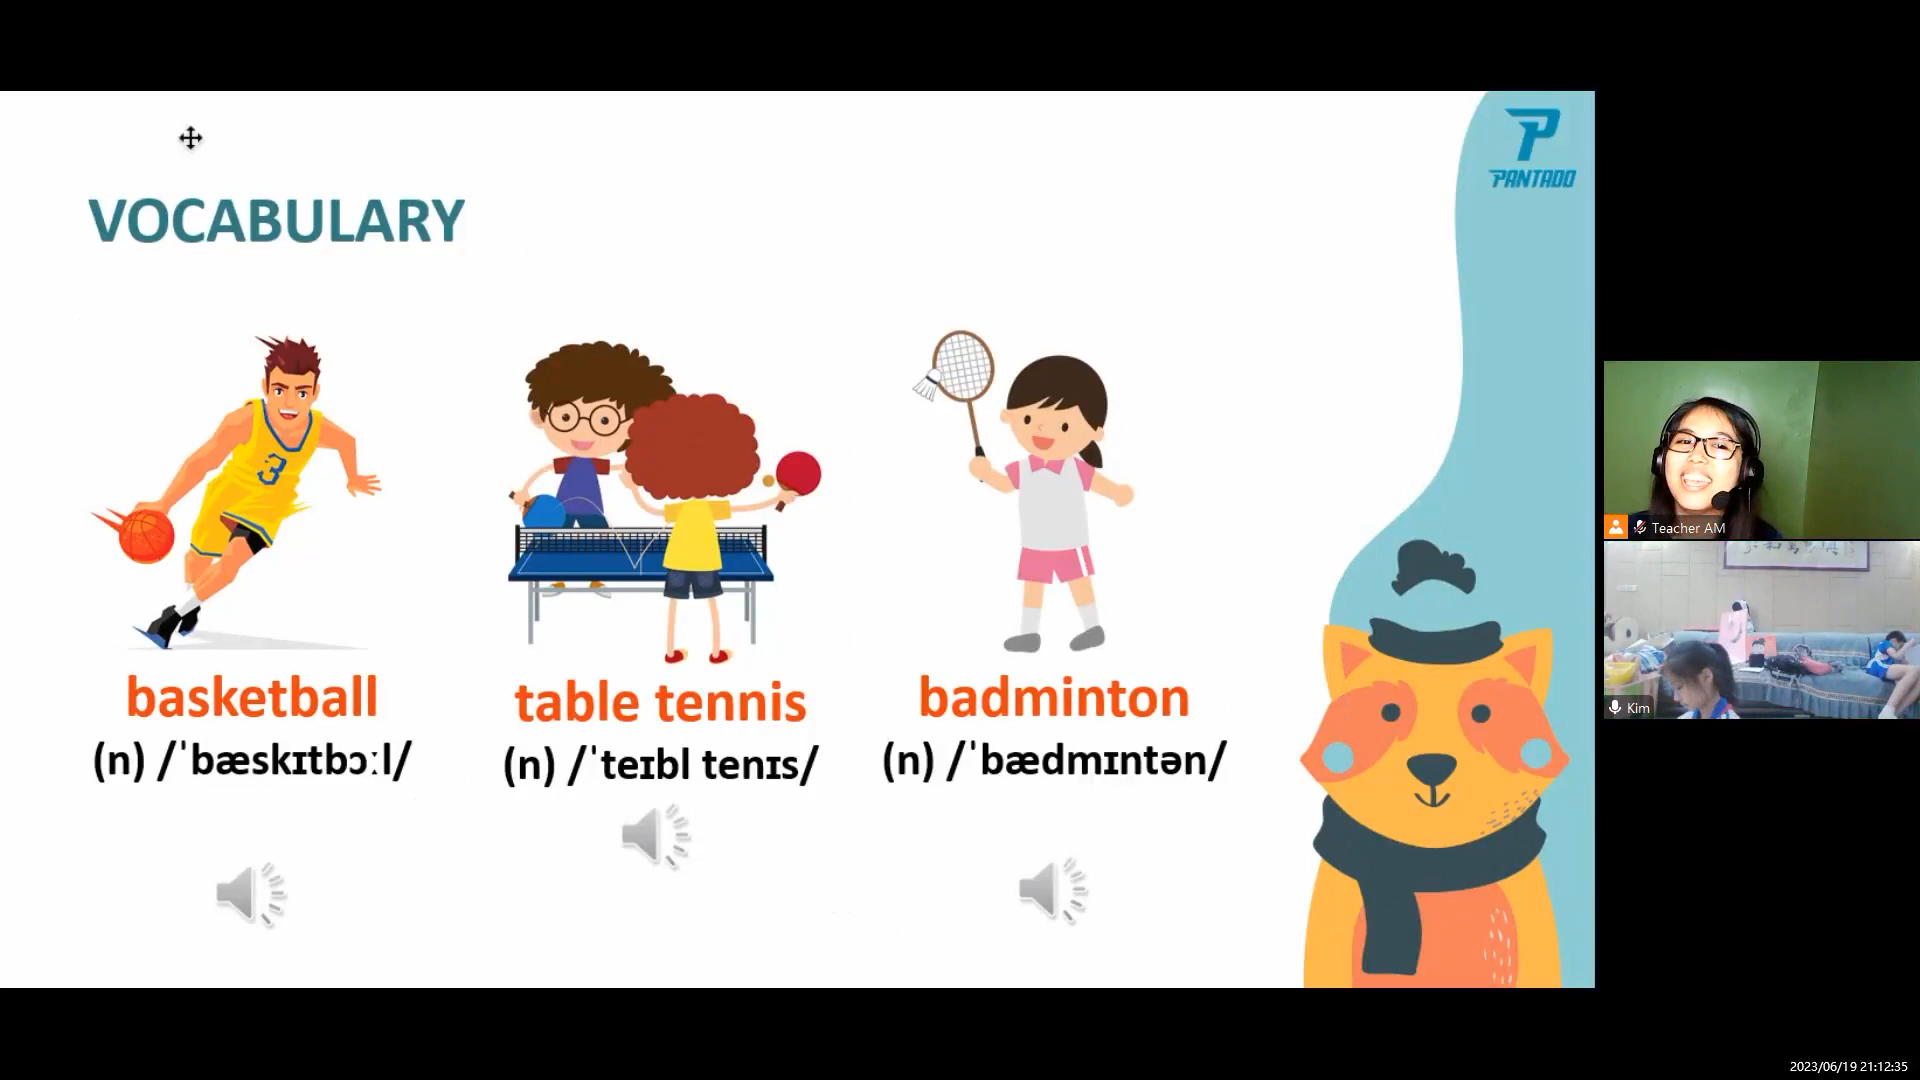 PANTADO
VOCABULARY
3
basketball
(n) /ˈbæskɪtbɔːl/
table tennis
(n) /ˈteɪbl tenɪs/
badminton
(n) /ˈbædmɪntən/
Teacher AM
Kim
2023/06/19 21:12:35